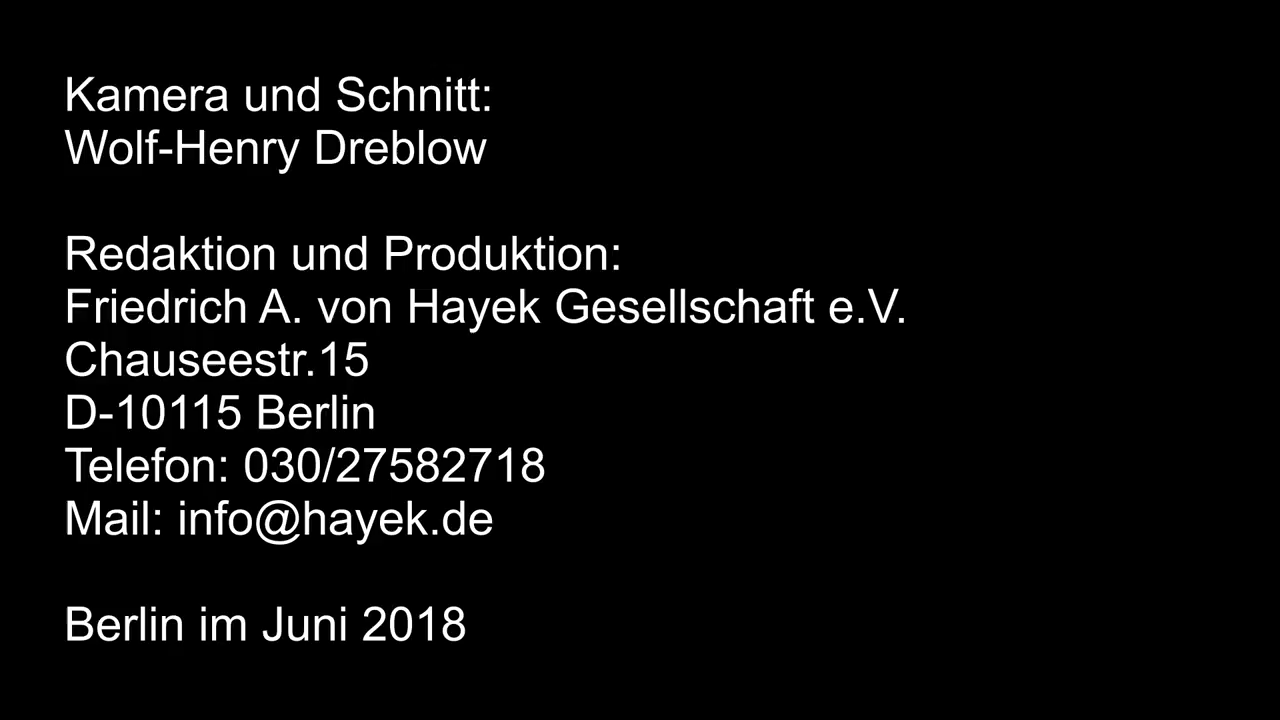 Kamera und Schnitt:
Wolf-Henry Dreblow
Redaktion und Produktion:
Friedrich A. von Hayek Gesellschaft e.V.
Chauseestr.15
D-10115 Berlin
Telefon: 030/27582718
Mail: info@hayek.de
Berlin im Juni 2018